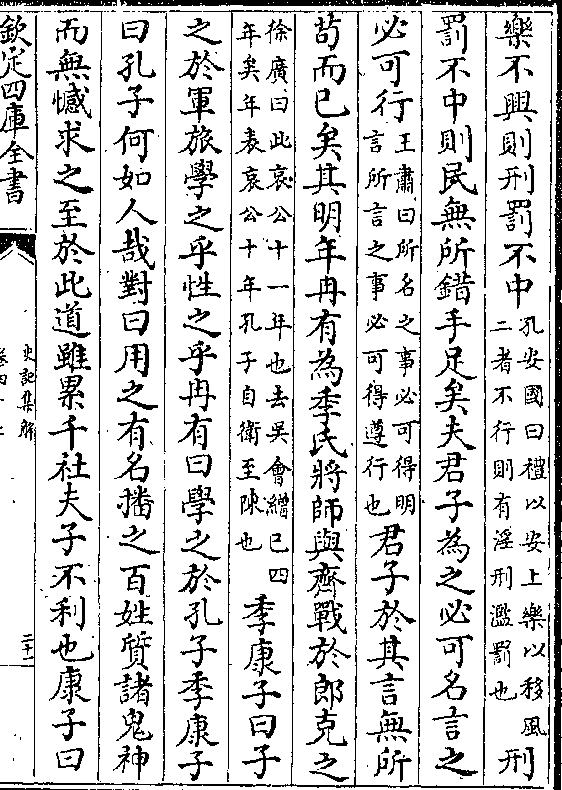 樂不興則刑罰不中孔安國曰禮以安上樂以移風二者不行則有淫刑濫罰也刑
罰不中則民無所錯手足矣夫君子為之必可名言之
必可行王肅曰所名之事必可得明言所言之事必可得遵行也君子於其言無所
苟而已矣其明年冉有為季氏將師與齊戰於郎克之
徐廣曰此哀公十一年也去吳會繒已四年矣年表哀公十年孔子自衛至陳也季康子曰子
之於軍旅學之乎性之乎冉有曰學之於孔子季康子
曰孔子何如人哉對曰用之有名播之百姓質諸鬼神
而無憾求之至於此道雖累千社夫子不利也康子曰
欽定四庫全書
史記集解
卷四十七
二十一